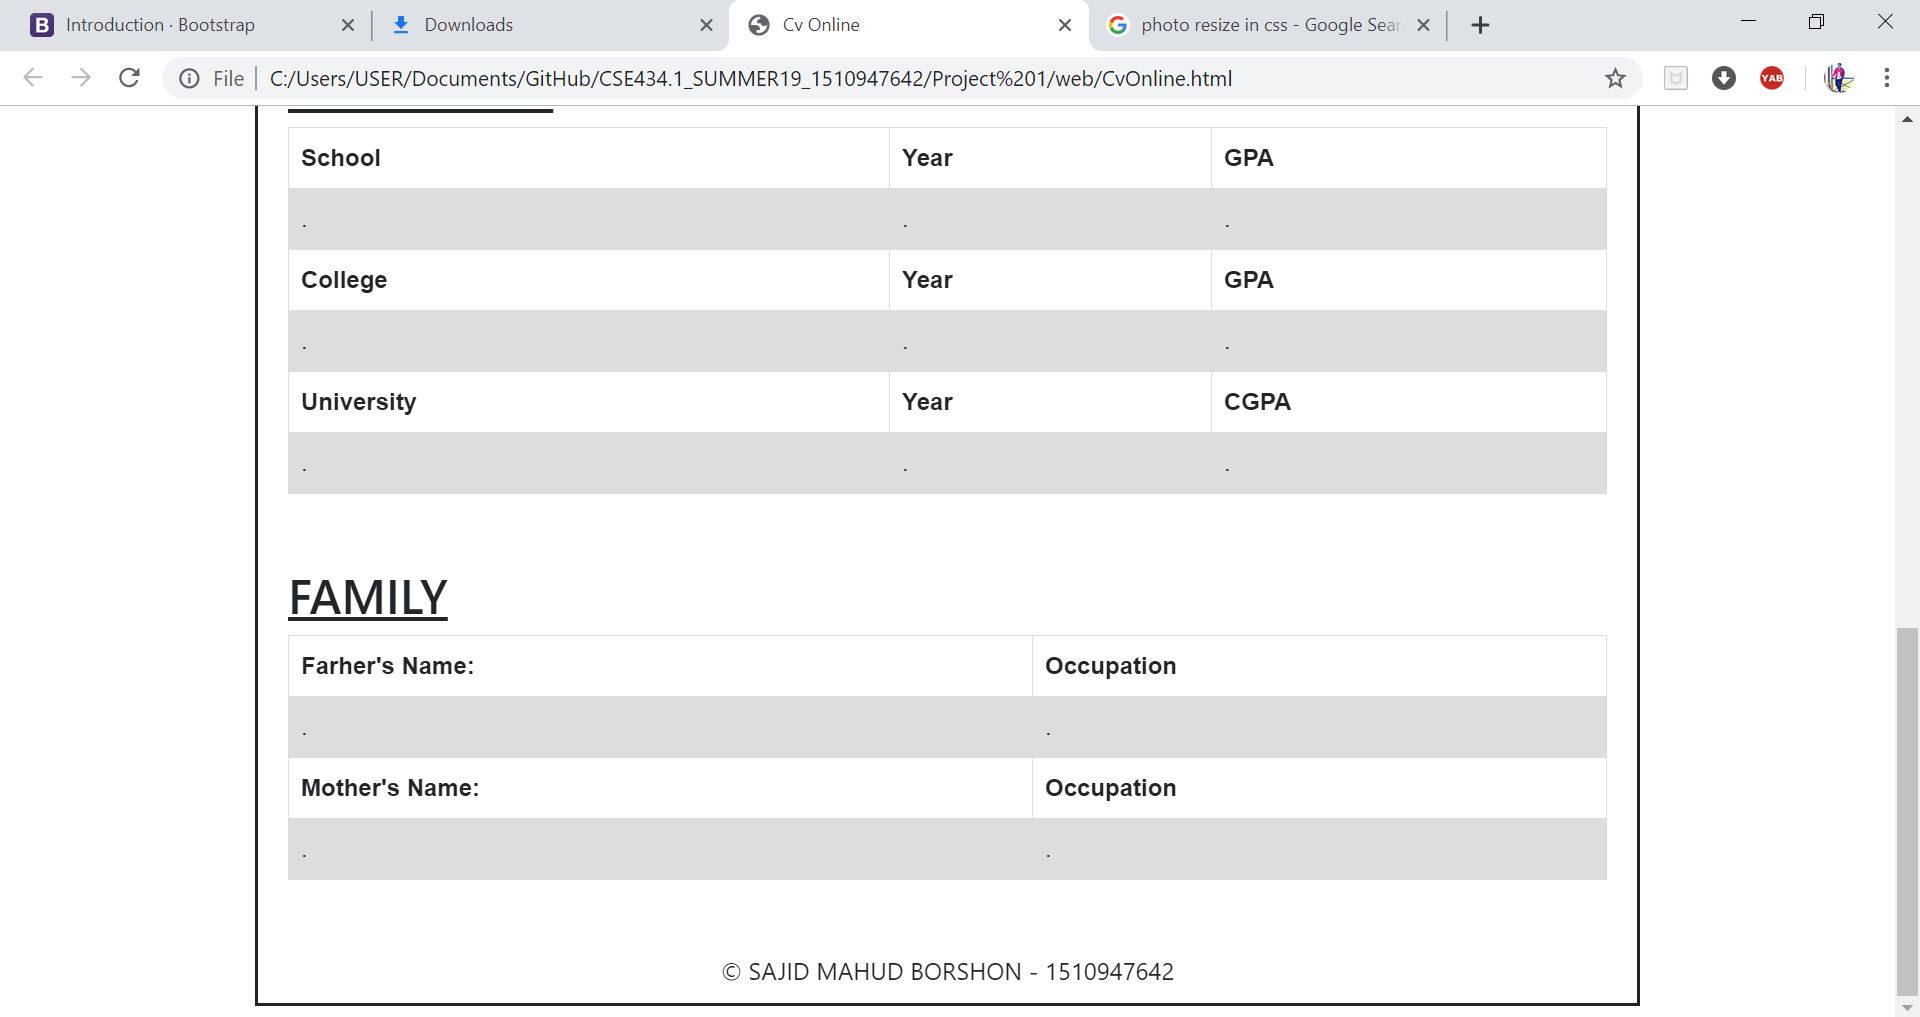 Introduction · Bootstrap
Downloads
Cv Online
photo resize in css - Google Sear
File
C:/Users/USER/Documents/GitHub/CSE434.1_SUMMER19_1510947642/Project%201/web/CvOnline.html
YAB
School Year GPA
. . .
College Year GPA
. . .
University Year CGPA
. . .
FAMILY
Farher's Name: Occupation
. .
Mother's Name: Occupation
. .
© SAJID MAHUD BORSHON - 1510947642